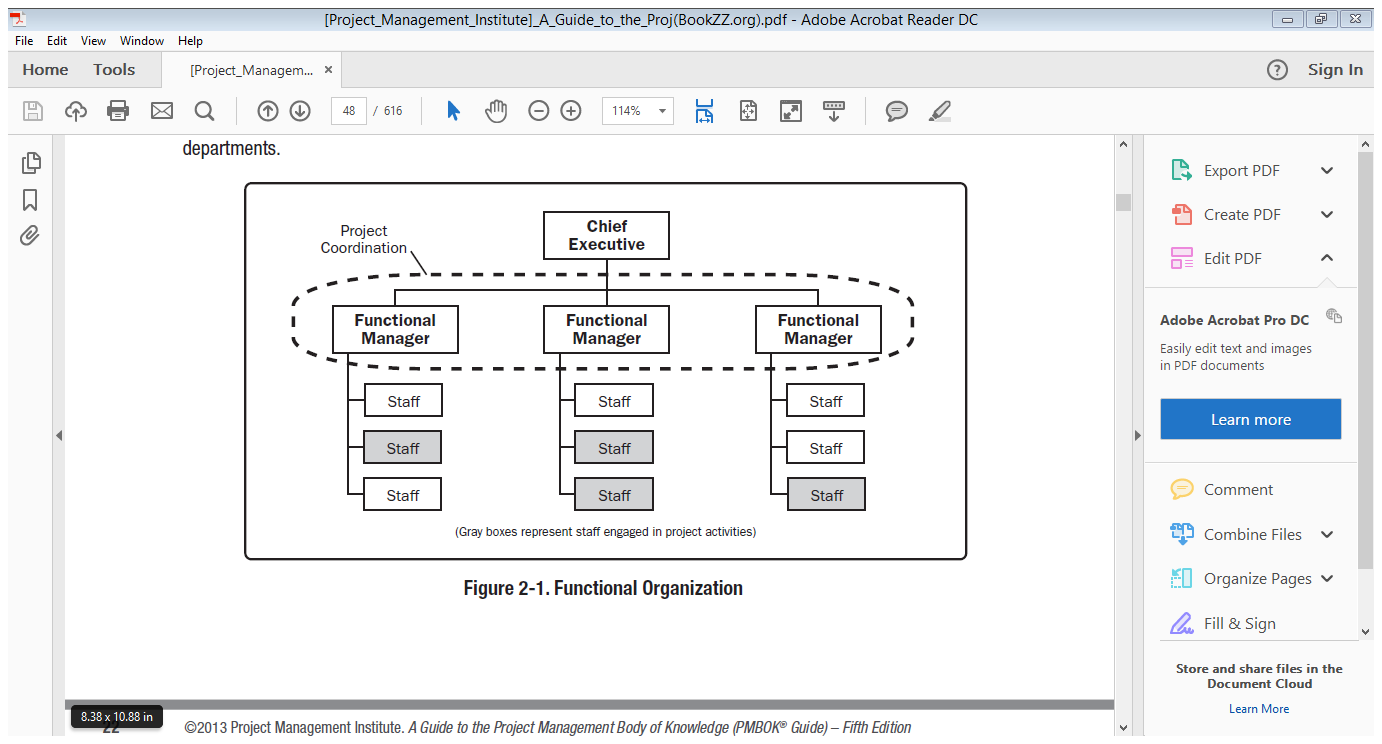 [Project_Management_Institute]_A_Guide_to_the_Proj(BookZZ.org).pdf - Adobe Acrobat Reader DC
File Edit View Window Help
Home Tools [Project_Managem... × ? Sign In
48 / 616 114%
departments.
Project
Coordination
Chief
Executive
Functional
Manager
Functional
Manager
Functional
Manager
Staff Staff Staff
Staff Staff Staff
Staff Staff Staff
(Gray boxes represent staff engaged in project activities)
Figure 2-1. Functional Organization
8.38 x 10.88 in
22 ©2013 Project Management Institute. A Guide to the Project Management Body of Knowledge (PMBOK® Guide) – Fifth Edition
Export PDF
Create PDF
Edit PDF
Adobe Acrobat Pro DC
Easily edit text and images
in PDF documents
Learn more
Comment
Combine Files
Organize Pages
Fill & Sign
Store and share files in the
Document Cloud
Learn More